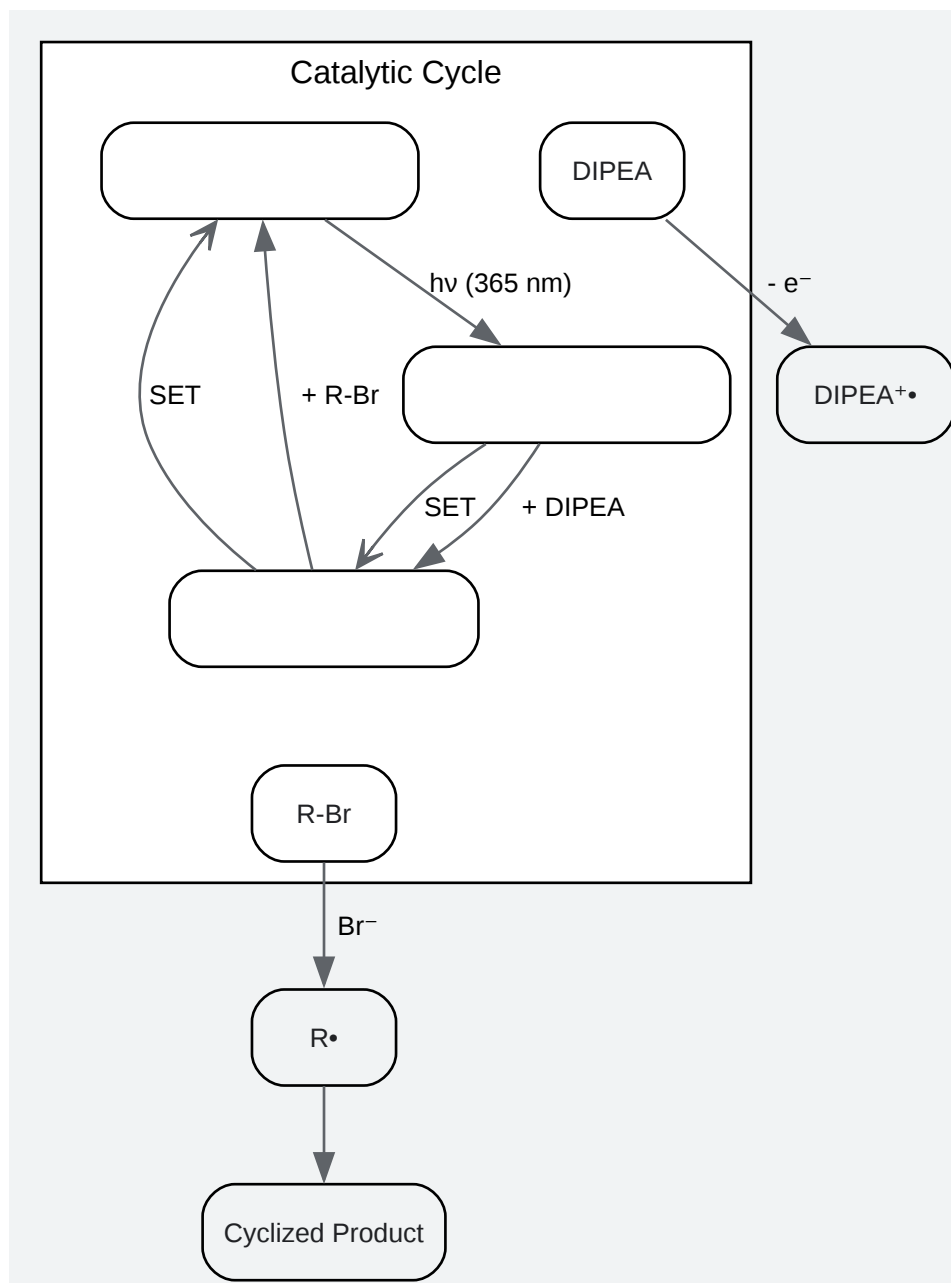 Catalytic Cycle
DIPEA
hν (365 nm)
- e⁻
SET
+ R-Br
DIPEA⁺•
SET
+ DIPEA
R-Br
Br⁻
R•
Cyclized Product